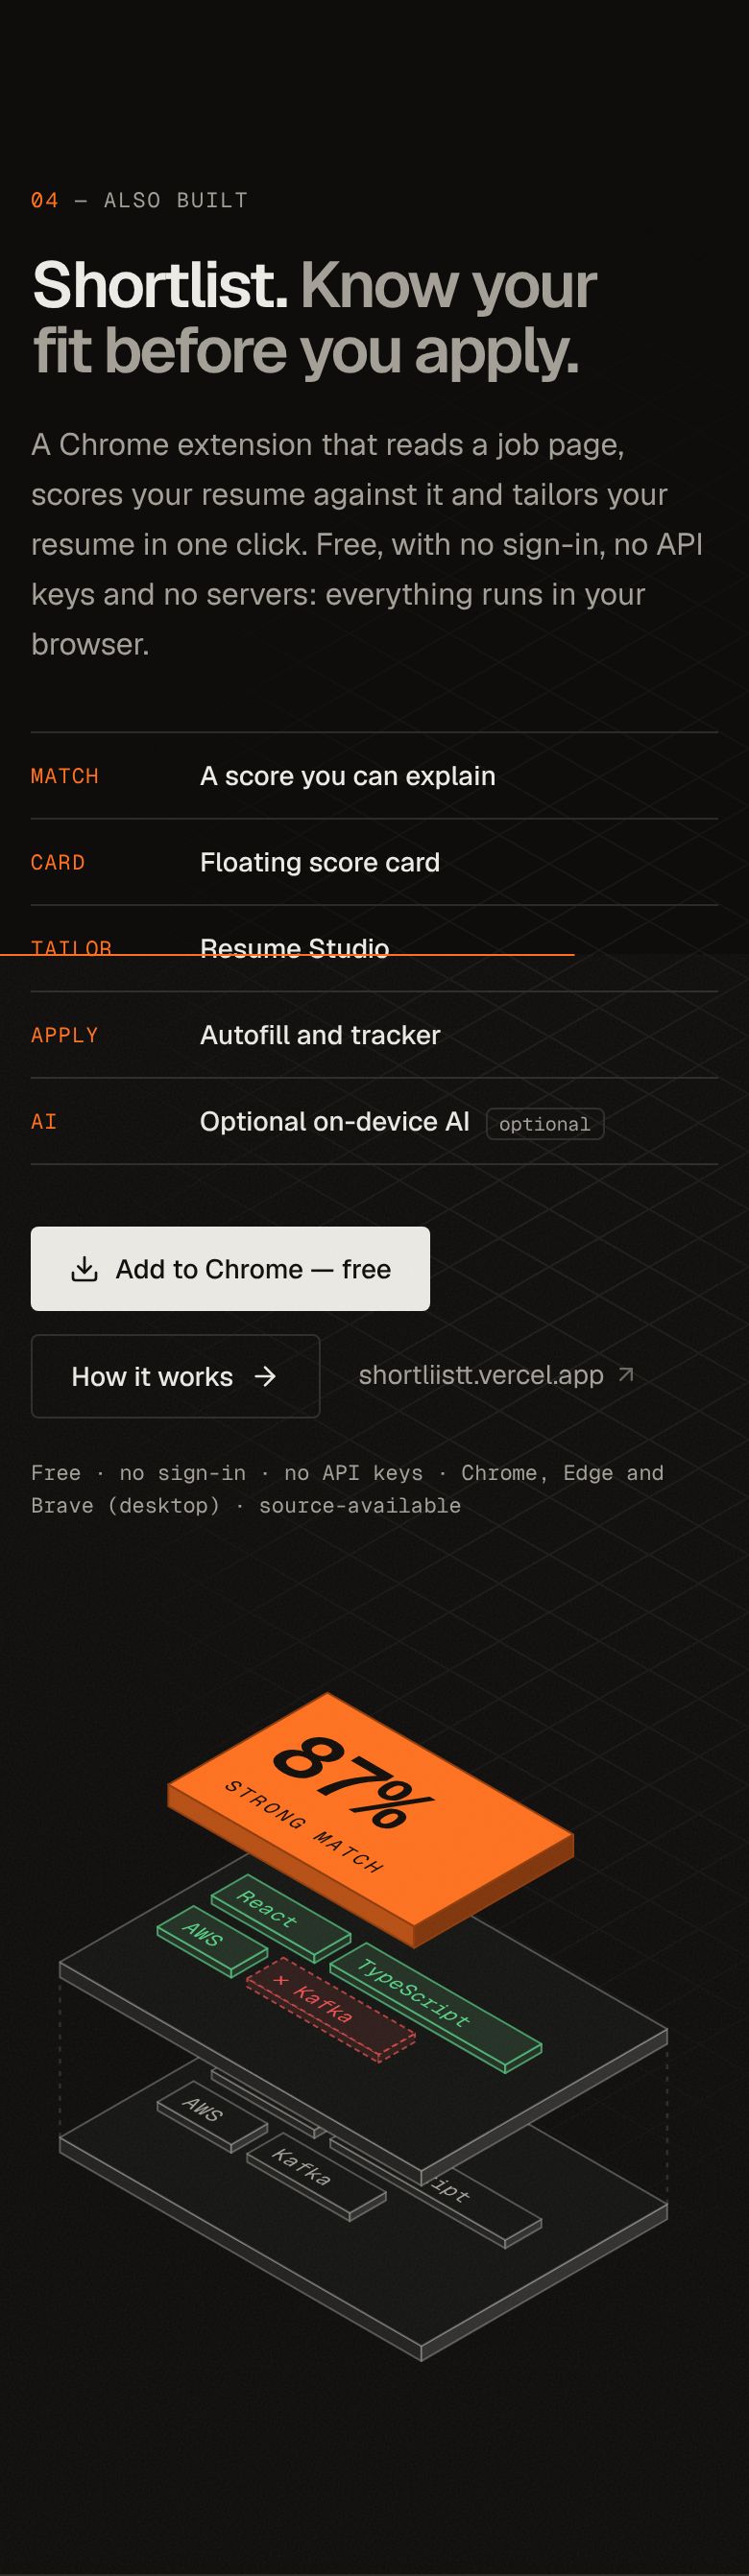 04 — ALSO BUILT
Shortlist. Know your
fit before you apply.
A Chrome extension that reads a job page,
scores your resume against it and tailors your
resume in one click. Free, with no sign-in, no API
keys and no servers: everything runs in your
browser.
MATCH A score you can explain
CARD Floating score card
TAILOR Resume Studio
APPLY Autofill and tracker
AI Optional on-device AI optional
Add to Chrome — free
How it works → shortliistt.vercel.app ↗
Free · no sign-in · no API keys · Chrome, Edge and
Brave (desktop) · source-available
87%
STRONG MATCH
React
AWS
TypeScript
× Kafka
AWS
Kafka
ript